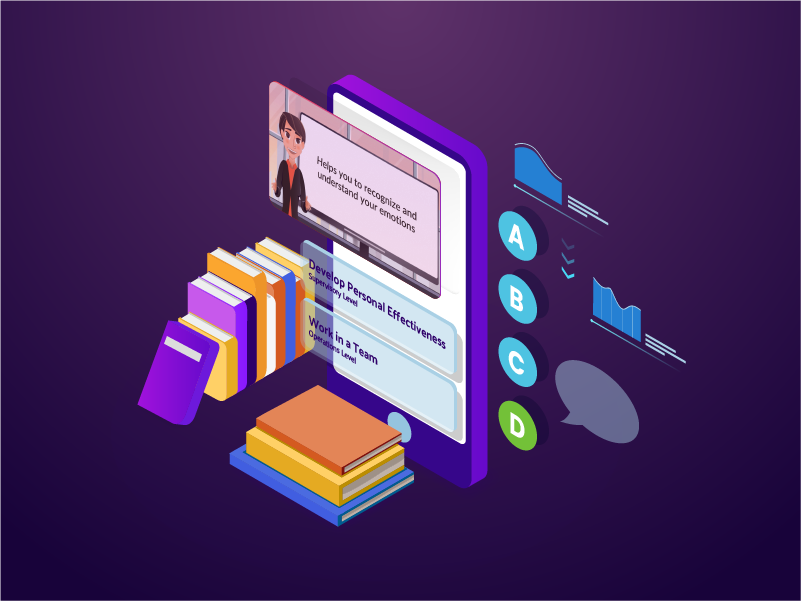 Helps you to recognize and
understand your emotions
Develop Personal Effectiveness
Supervisory Level
Work in a Team
Operations Level
A
B
C
D